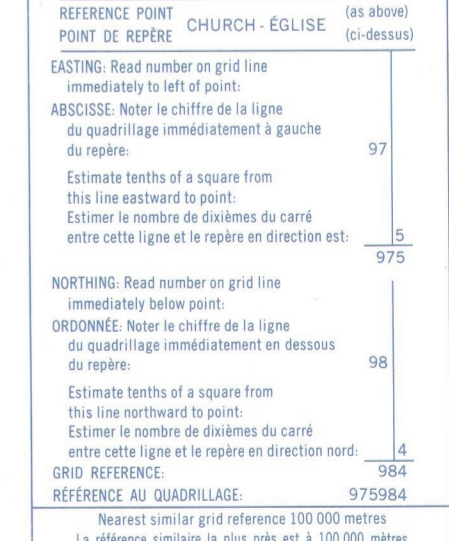 REFERENCE POINT CHURCH - ÉGLISE (as above)
POINT DE REPÈRE (ci-dessus)
EASTING: Read number on grid line
immediately to left of point:
ABSCISSE: Noter le chiffre de la ligne
du quadrillage immédiatement à gauche
du repère: 97
Estimate tenths of a square from
this line eastward to point:
Estimer le nombre de dixièmes du carré
entre cette ligne et le repère en direction est: 5
975
NORTHING: Read number on grid line
immediately below point:
ORDONNÉE: Noter le chiffre de la ligne
du quadrillage immédiatement en dessous
du repère: 98
Estimate tenths of a square from
this line northward to point:
Estimer le nombre de dixièmes du carré
entre cette ligne et le repère en direction nord: 4
GRID REFERENCE: 984
RÉFÉRENCE AU QUADRILLAGE: 975984
Nearest similar grid reference 100 000 metres
La référence similaire la plus près est à 100 000 mètres